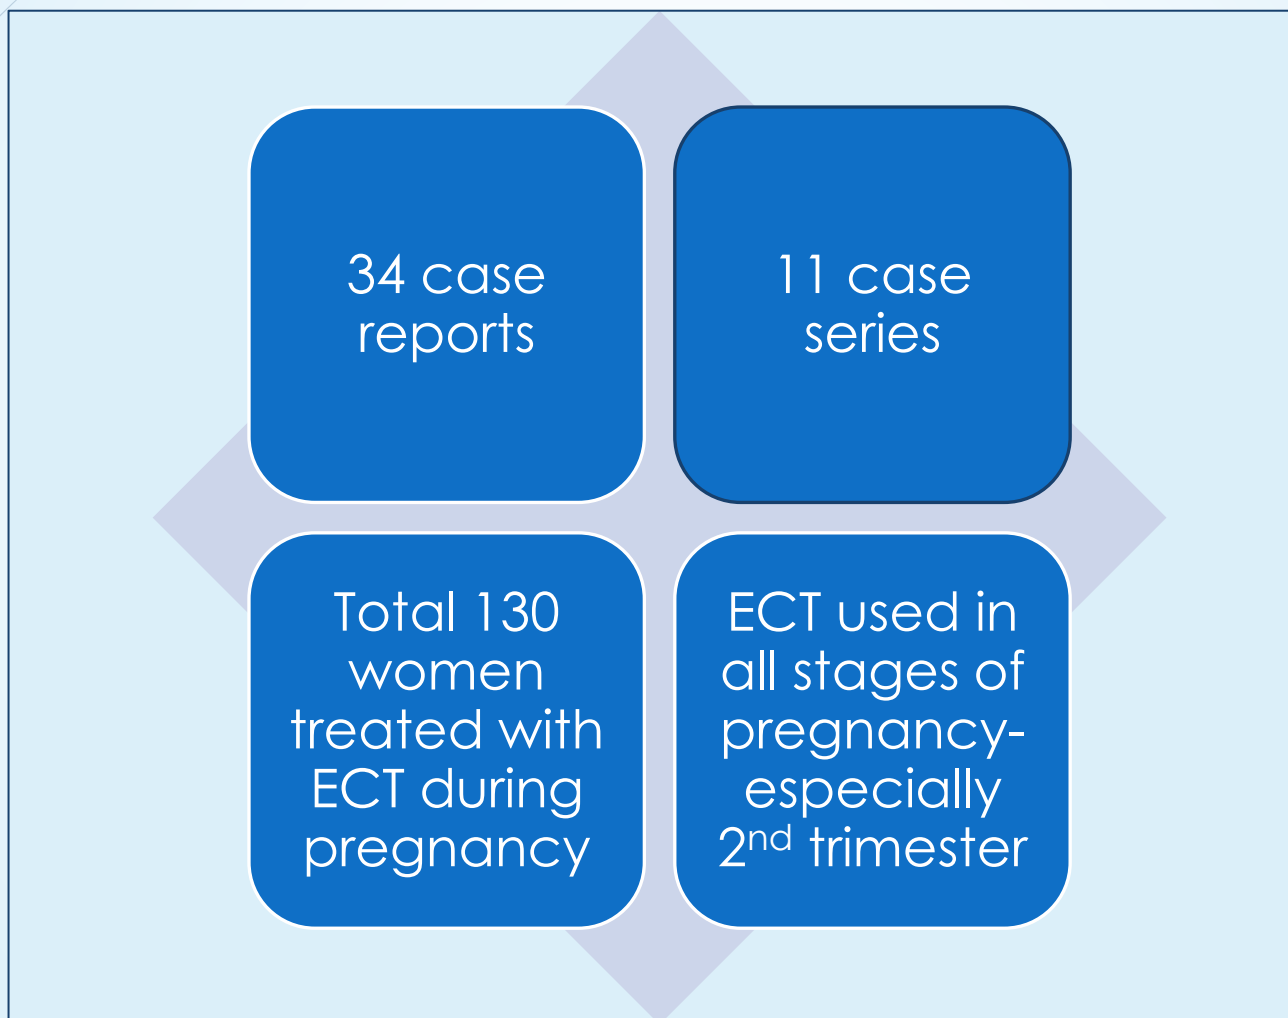 34 case
reports
11 case
series
Total 130
women
treated with
ECT during
pregnancy
ECT used in
all stages of
pregnancy-
especially
2nd trimester